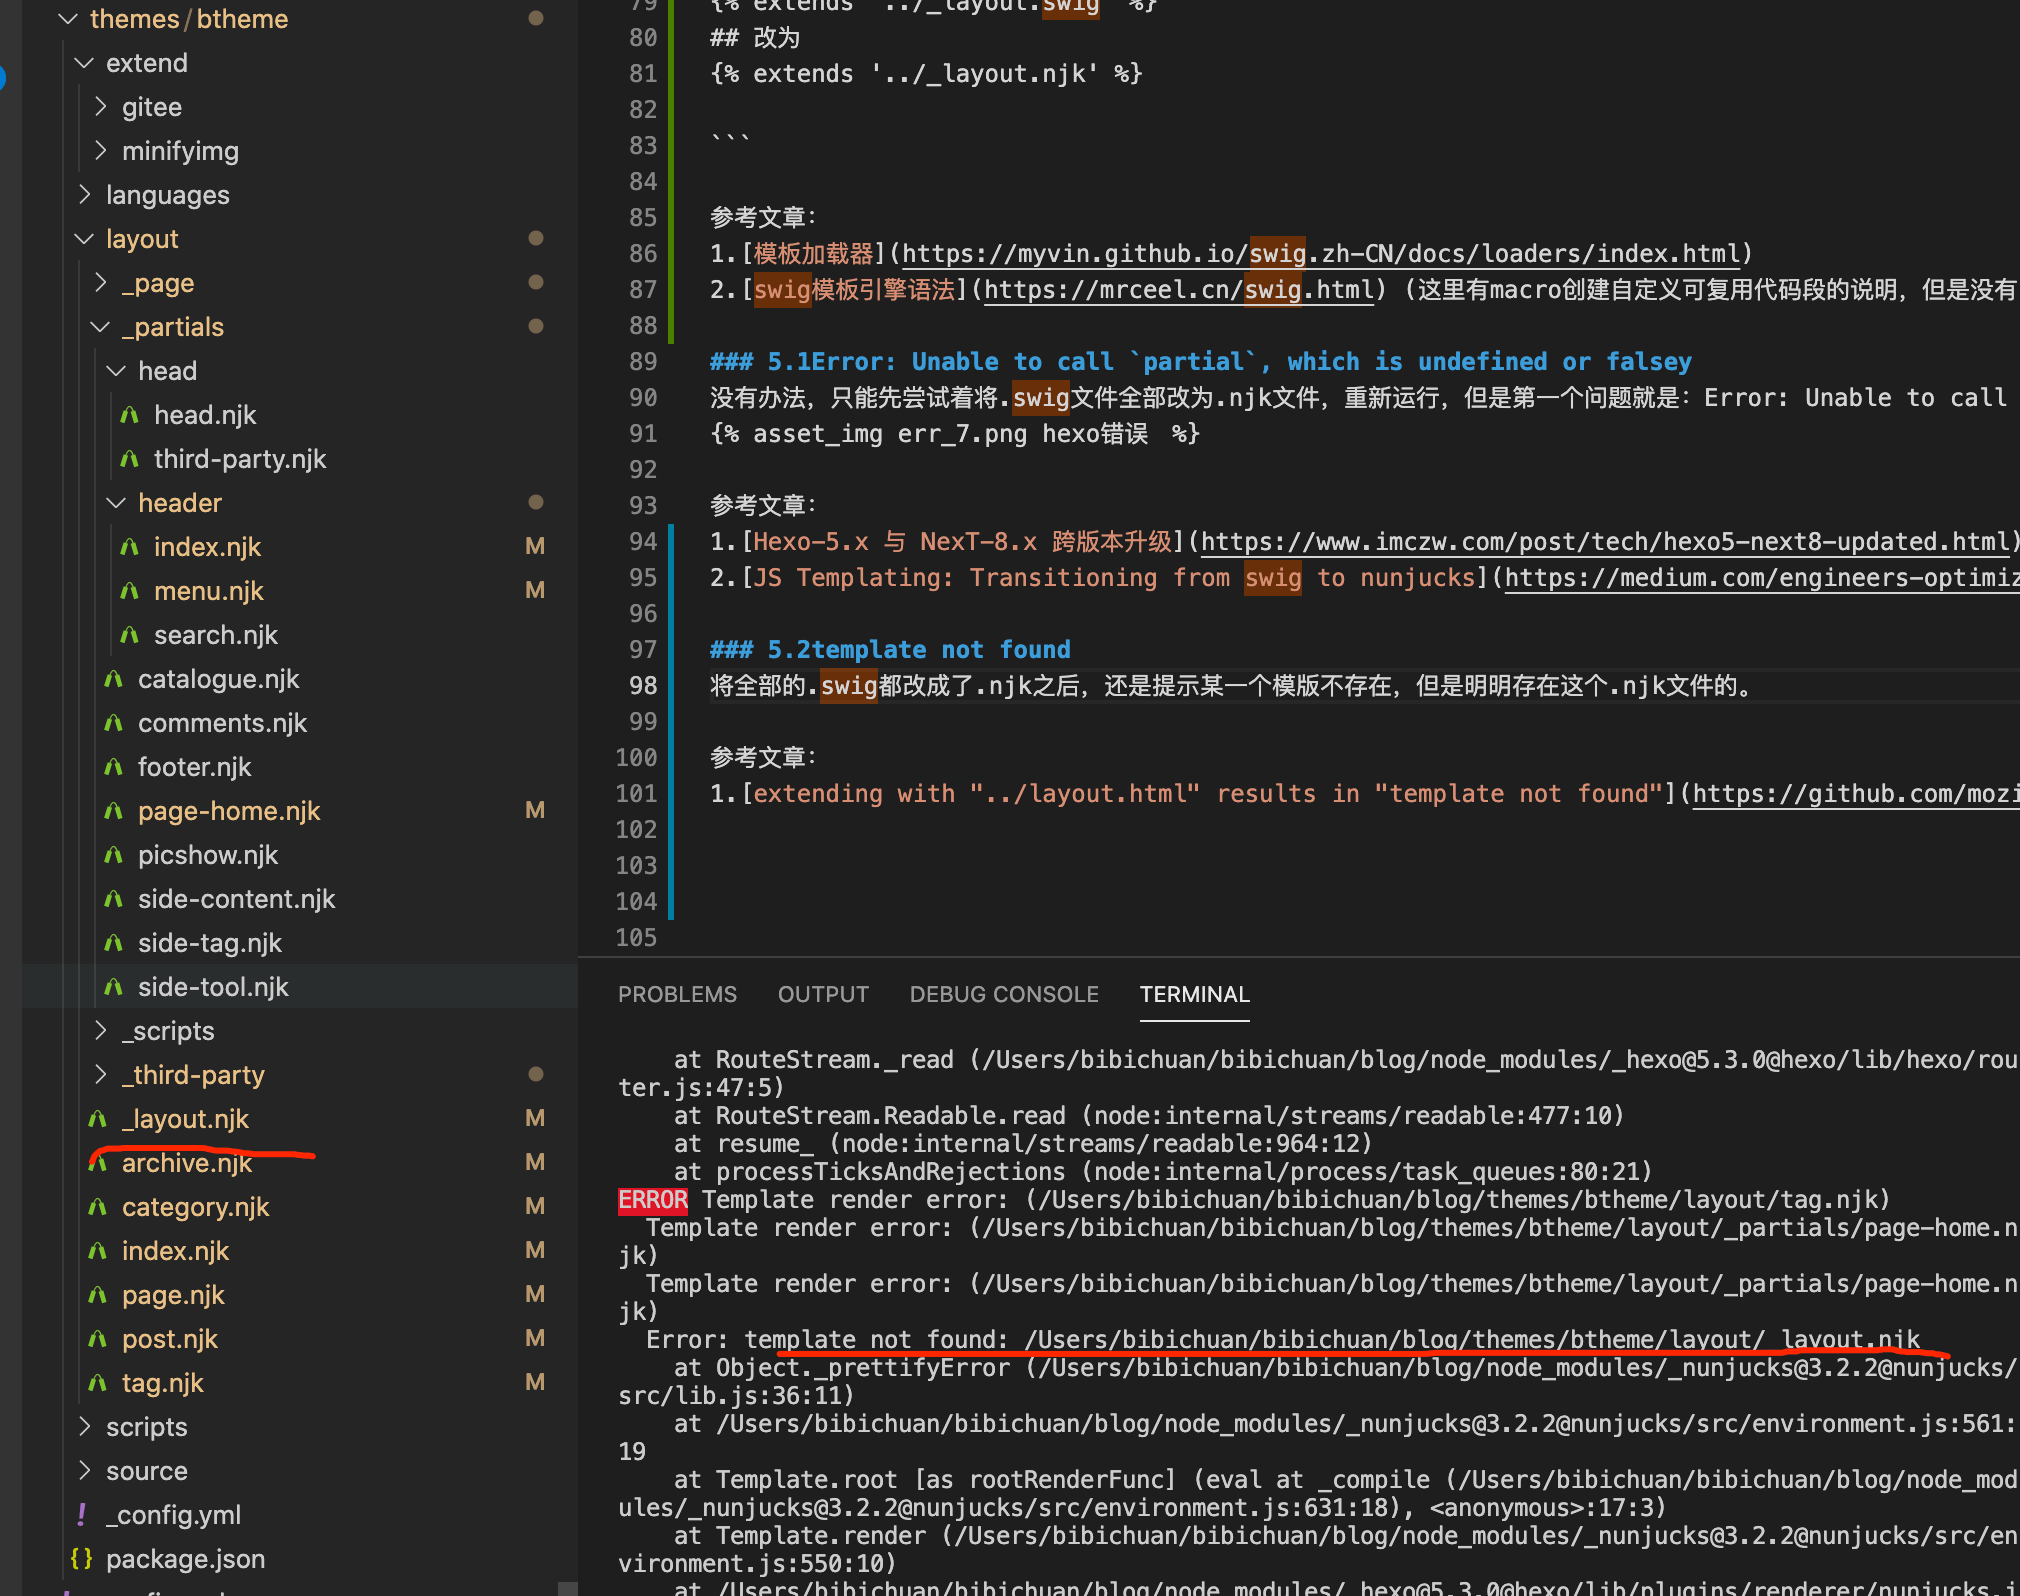 themes / btheme
extend
gitee
minifyimg
languages
layout
_page
_partials
head
head.njk
third-party.njk
header
index.njk M
menu.njk M
search.njk
catalogue.njk
comments.njk
footer.njk
page-home.njk M
picshow.njk
side-content.njk
side-tag.njk
side-tool.njk
_scripts
_third-party
_layout.njk M
archive.njk M
category.njk M
index.njk M
page.njk M
post.njk M
tag.njk M
scripts
source
! _config.yml
{} package.json
79 {% extends '../_layout.swig' %}
80 ## 改为
81 {% extends '../_layout.njk' %}
82
83 ```
84
85 参考文章：
86 1.[模板加载器](https://myvin.github.io/swig.zh-CN/docs/loaders/index.html)
87 2.[swig模板引擎语法](https://mrceel.cn/swig.html) (这里有macro创建自定义可复用代码段的说明，但是没有
88
89 ### 5.1Error: Unable to call `partial`, which is undefined or falsey
90 没有办法，只能先尝试着将.swig文件全部改为.njk文件，重新运行，但是第一个问题就是：Error: Unable to call
91 {% asset_img err_7.png hexo错误 %}
92
93 参考文章：
94 1.[Hexo-5.x 与 NexT-8.x 跨版本升级](https://www.imczw.com/post/tech/hexo5-next8-updated.html)
95 2.[JS Templating: Transitioning from swig to nunjucks](https://medium.com/engineers-optimiz
96
97 ### 5.2template not found
98 将全部的.swig都改成了.njk之后，还是提示某一个模版不存在，但是明明存在这个.njk文件的。
99
100 参考文章：
101 1.[extending with "../layout.html" results in "template not found"](https://github.com/mozi
102
103
104
105
PROBLEMS OUTPUT DEBUG CONSOLE TERMINAL
at RouteStream._read (/Users/bibichuan/bibichuan/blog/node_modules/_hexo@5.3.0@hexo/lib/hexo/rou
ter.js:47:5)
at RouteStream.Readable.read (node:internal/streams/readable:477:10)
at resume_ (node:internal/streams/readable:964:12)
at processTicksAndRejections (node:internal/process/task_queues:80:21)
ERROR Template render error: (/Users/bibichuan/bibichuan/blog/themes/btheme/layout/tag.njk)
Template render error: (/Users/bibichuan/bibichuan/blog/themes/btheme/layout/_partials/page-home.n
jk)
Template render error: (/Users/bibichuan/bibichuan/blog/themes/btheme/layout/_partials/page-home.n
jk)
Error: template not found: /Users/bibichuan/bibichuan/blog/themes/btheme/layout/_layout.njk
at Object._prettifyError (/Users/bibichuan/bibichuan/blog/node_modules/_nunjucks@3.2.2@nunjucks/
src/lib.js:36:11)
at /Users/bibichuan/bibichuan/blog/node_modules/_nunjucks@3.2.2@nunjucks/src/environment.js:561:
19
at Template.root [as rootRenderFunc] (eval at _compile (/Users/bibichuan/bibichuan/blog/node_mod
ules/_nunjucks@3.2.2@nunjucks/src/environment.js:631:18), <anonymous>:17:3)
at Template.render (/Users/bibichuan/bibichuan/blog/node_modules/_nunjucks@3.2.2@nunjucks/src/en
vironment.js:550:10)
at /Users/bibichuan/bibichuan/blog/node_modules/_hexo@5.3.0@hexo/lib/plugins/renderer/nunjucks.j